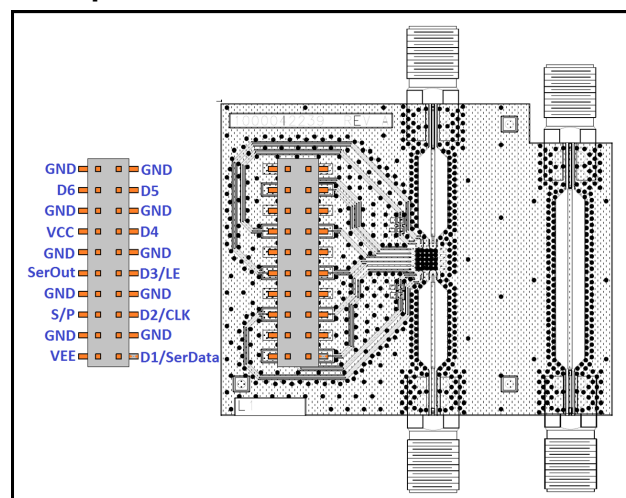 1000042239 REV A
GND GND
D6 D5
GND GND
VCC D4
GND GND
SerOut D3/LE
GND GND
S/P D2/CLK
GND GND
VEE D1/SerData